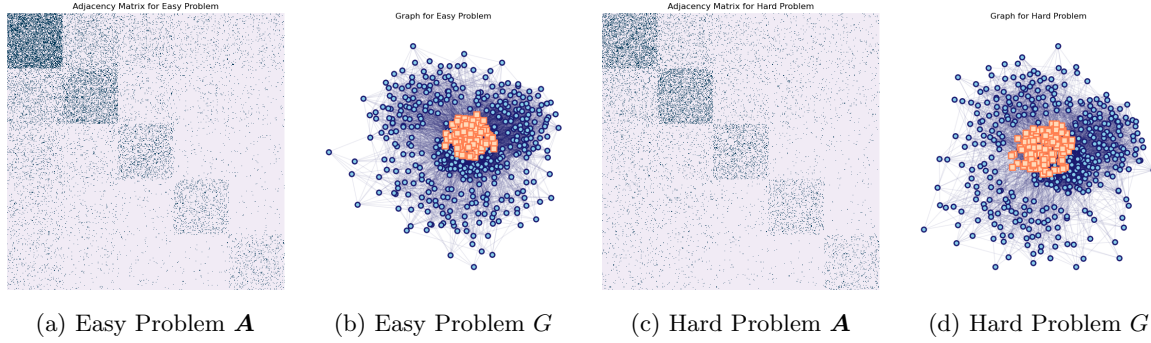 Adjacency Matrix for Easy Problem
Graph for Easy Problem
Adjacency Matrix for Hard Problem
Graph for Hard Problem
(a) Easy Problem A
(b) Easy Problem G
(c) Hard Problem A
(d) Hard Problem G